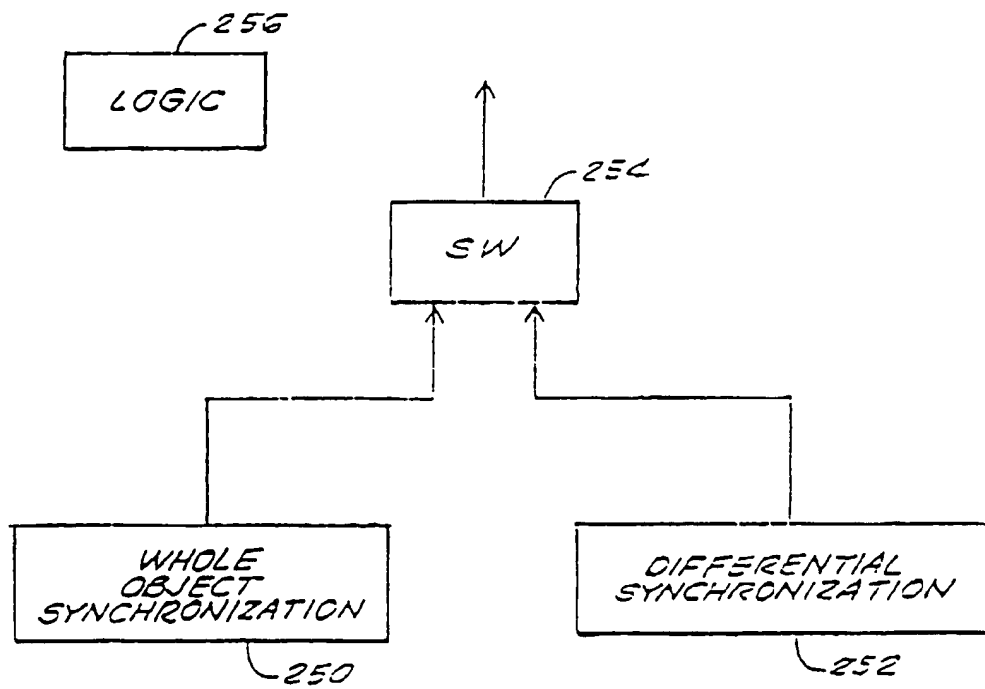 256
LOGIC
254
SW
WHOLE
OBJECT
SYNCHRONIZATION
250
DIFFERENTIAL
SYNCHRONIZATION
252